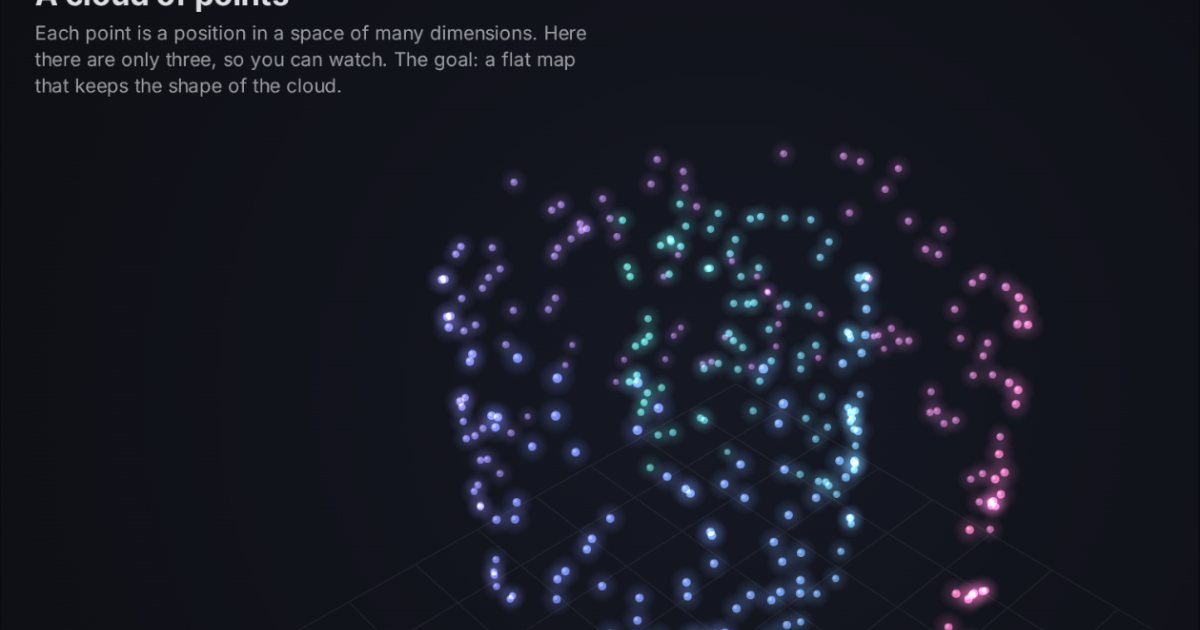 A cloud of points
Each point is a position in a space of many dimensions. Here
there are only three, so you can watch. The goal: a flat map
that keeps the shape of the cloud.